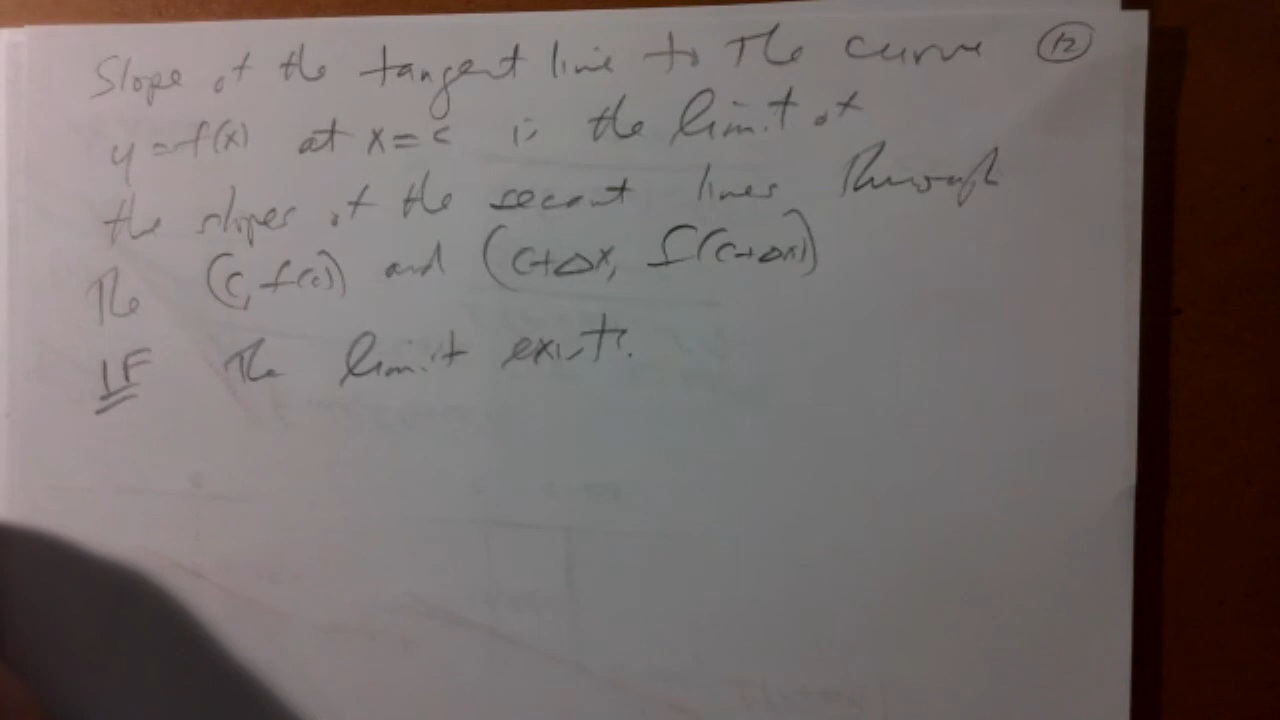 Slope of the tangent line to The curve 12
y = f(x) at x = c is the limit of
the slopes of the secant lines Through
The (c, f(c)) and (c+Δx, f(c+Δx))
IF The limit exists.